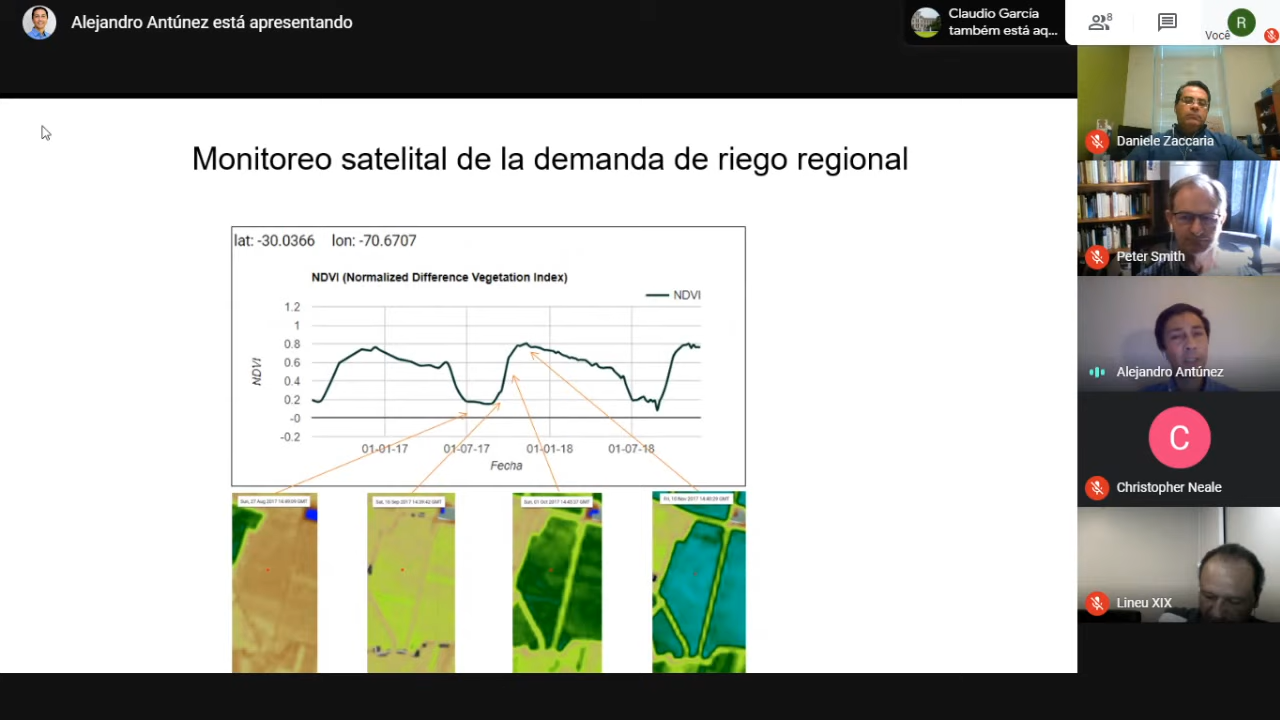 Alejandro Antúnez está apresentando
Claudio García
também está aq...
8
R
Você
Monitoreo satelital de la demanda de riego regional
lat: -30.0366 lon: -70.6707
NDVI (Normalized Difference Vegetation Index)
NDVI
1.2
1
0.8
0.6
0.4
0.2
-0
-0.2
NDVI
01-01-17 01-07-17 01-01-18 01-07-18
Fecha
Daniele Zaccaria
Peter Smith
Alejandro Antúnez
C
Christopher Neale
Lineu XIX